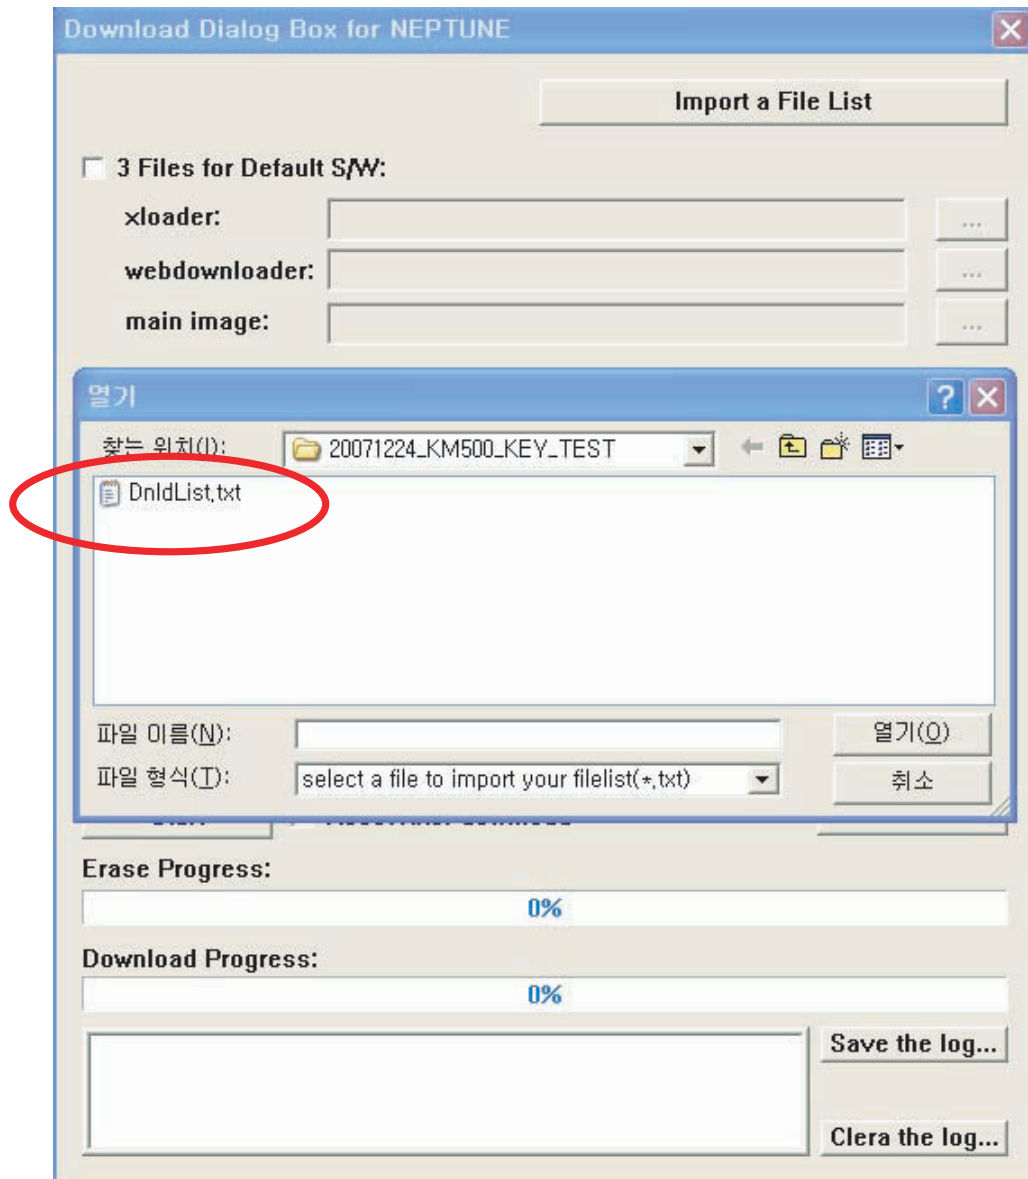 Download Dialog Box for NEPTUNE
Import a File List
3 Files for Default S/W:
xloader:
...
webdownloader:
...
main image:
...
열기
찾는 위치(I):
20071224_KM500_KEY_TEST
DnldList,txt
파일 이름(N):
열기(O)
파일 형식(T):
select a file to import your filelist(*,txt)
취소
Erase Progress:
0%
Download Progress:
0%
Save the log...
Clera the log...